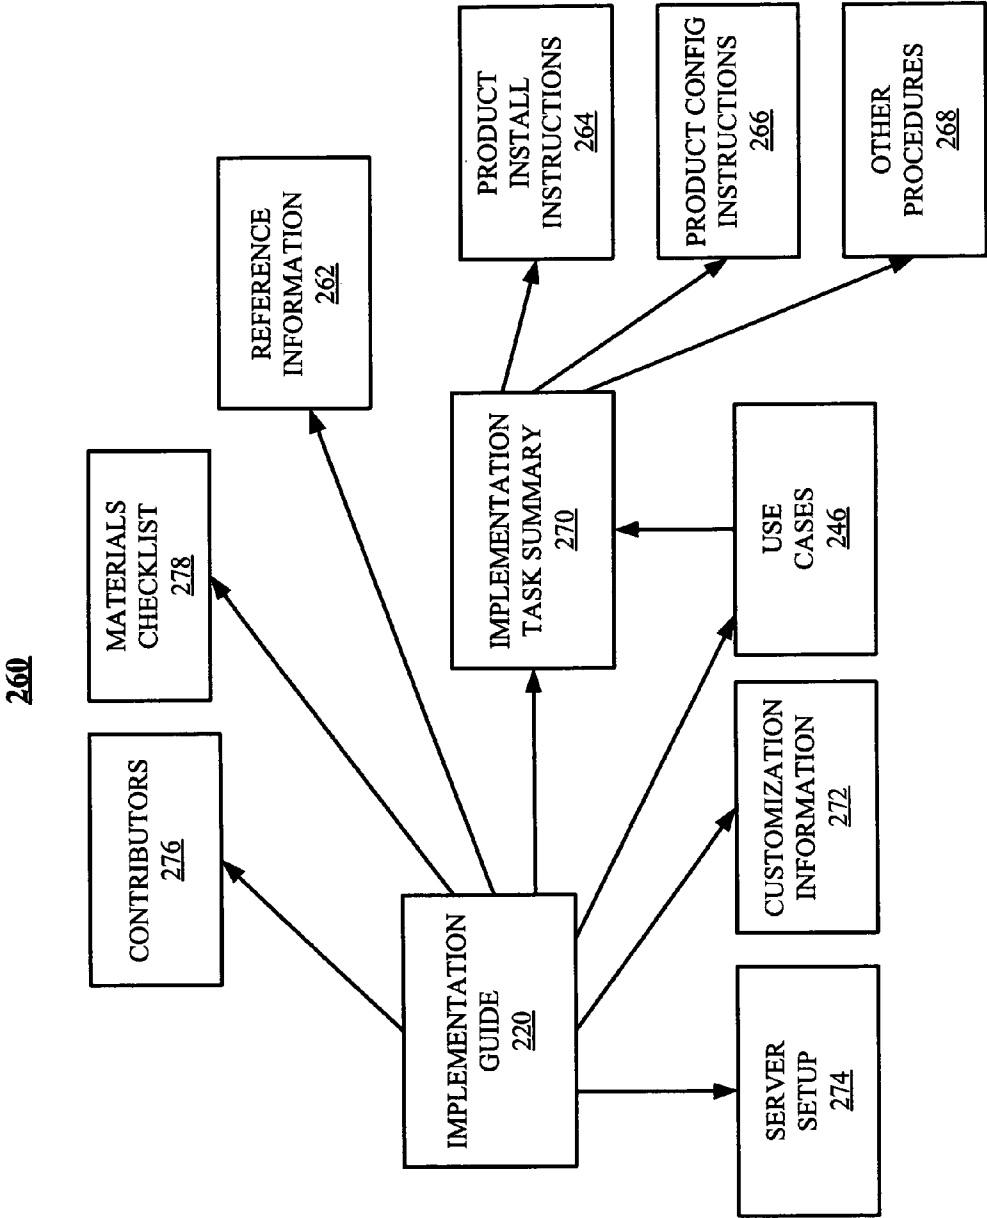 260
CONTRIBUTORS
276
MATERIALS
CHECKLIST
278
REFERENCE
INFORMATION
262
IMPLEMENTATION
GUIDE
220
IMPLEMENTATION
TASK SUMMARY
270
PRODUCT
INSTALL
INSTRUCTIONS
264
PRODUCT CONFIG
INSTRUCTIONS
266
OTHER
PROCEDURES
268
SERVER
SETUP
274
CUSTOMIZATION
INFORMATION
272
USE
CASES
246